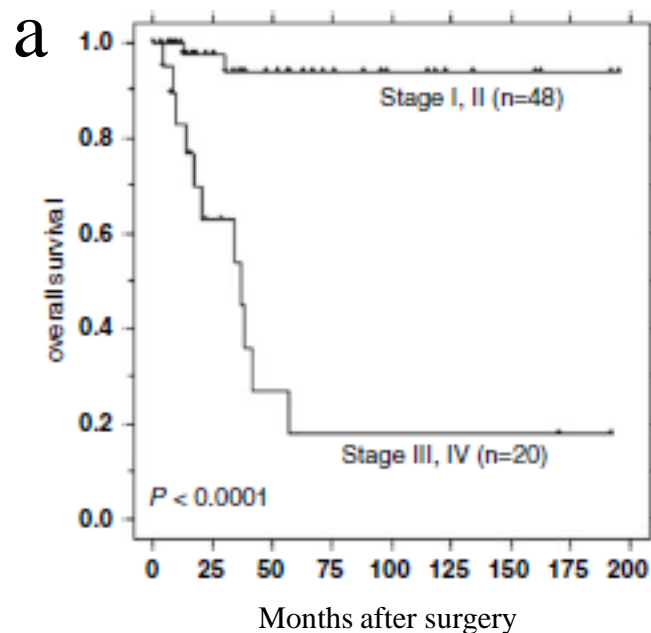 a
1.0
0.8
0.6
0.4
0.2
0.0
overall survival
Stage I, II (n=48)
Stage III, IV (n=20)
P < 0.0001
0 25 50 75 100 125 150 175 200
Months after surgery